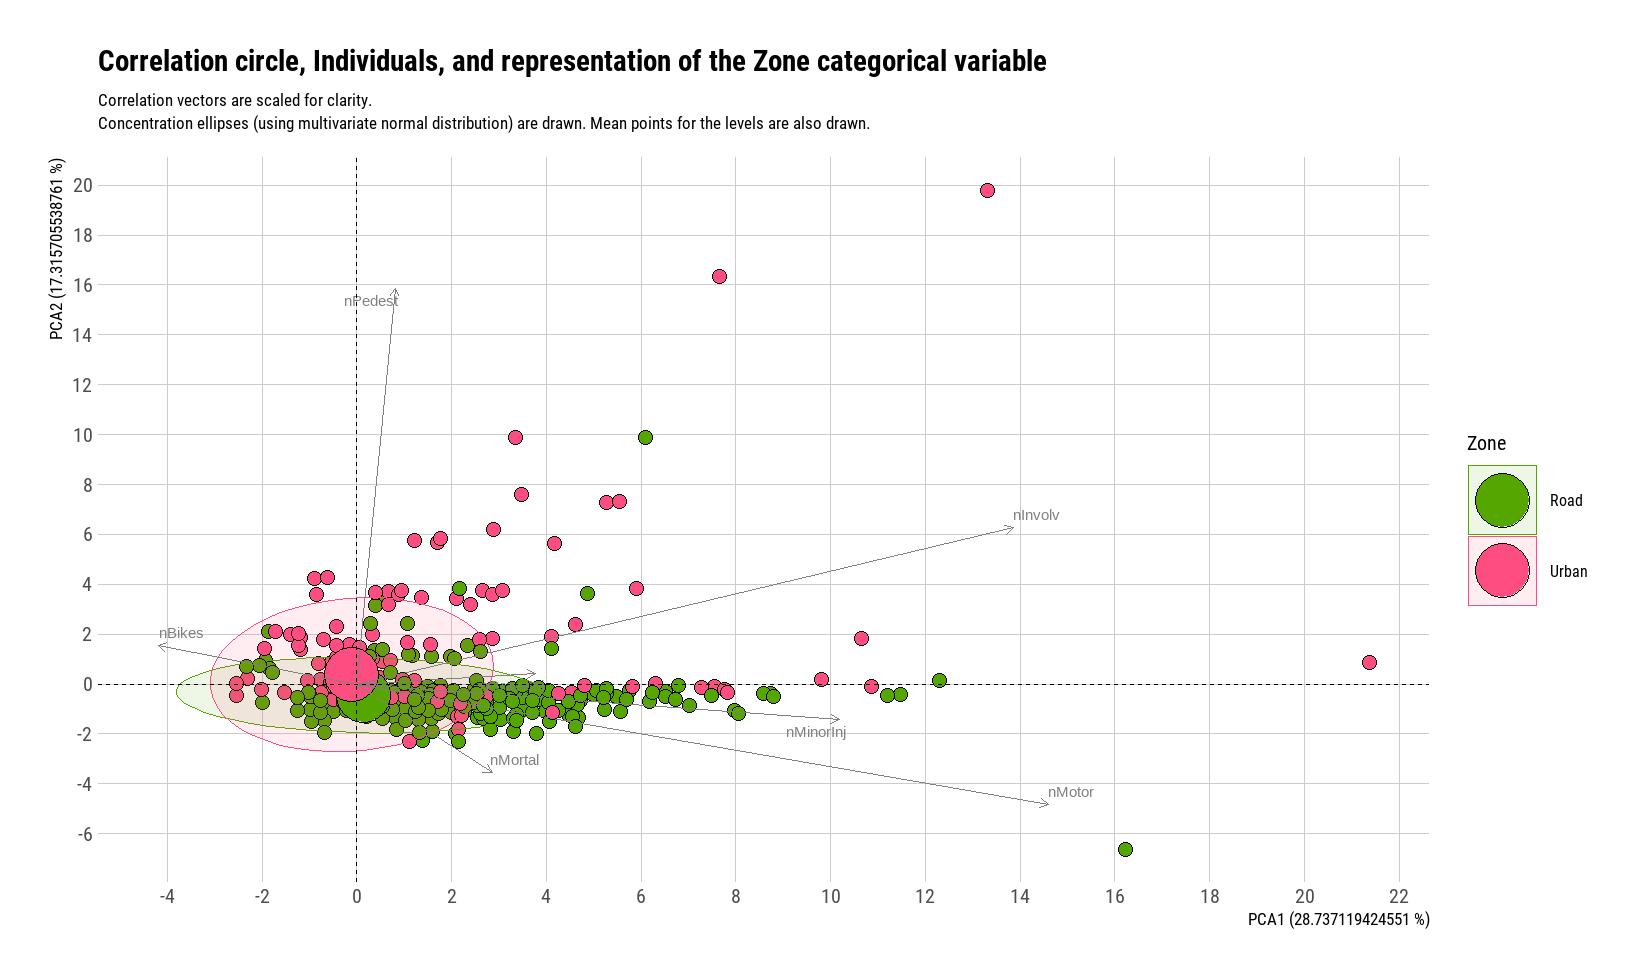 Correlation circle, Individuals, and representation of the Zone categorical variable
Correlation vectors are scaled for clarity.
Concentration ellipses (using multivariate normal distribution) are drawn. Mean points for the levels are also drawn.
PCA2 (17.315705538761 %)
20
18
16
14
12
10
8
6
4
2
0
-2
-4
-6
nPedest
nInvolv
nBikes
nMinorInj
nMortal
nMotor
-4
-2
0
2
4
6
8
10
12
14
16
18
20
22
PCA1 (28.737119424551 %)
Zone
Road
Urban